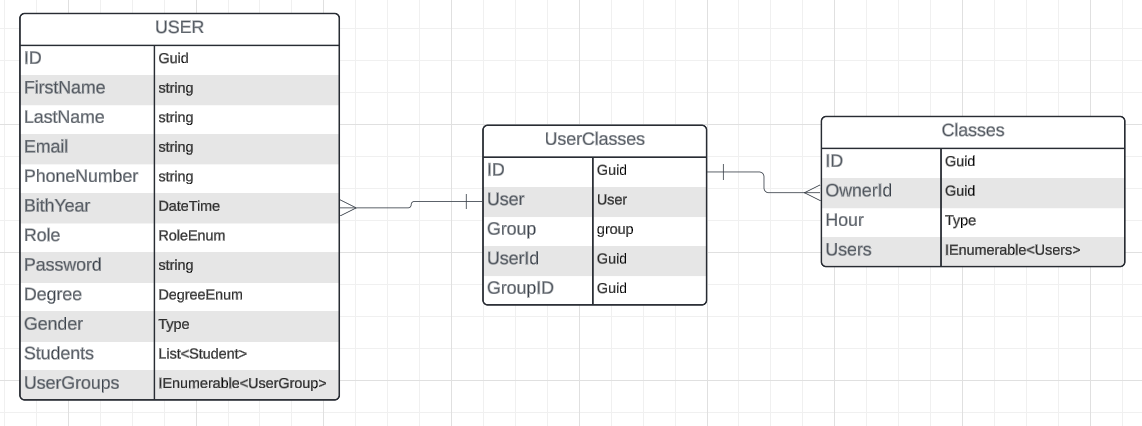 USER
ID Guid
FirstName string
LastName string
Email string
PhoneNumber string
BithYear DateTime
Role RoleEnum
Password string
Degree DegreeEnum
Gender Type
Students List<Student>
UserGroups IEnumerable<UserGroup>
UserClasses
ID Guid
User User
Group group
UserId Guid
GroupID Guid
Classes
ID Guid
OwnerId Guid
Hour Type
Users IEnumerable<Users>